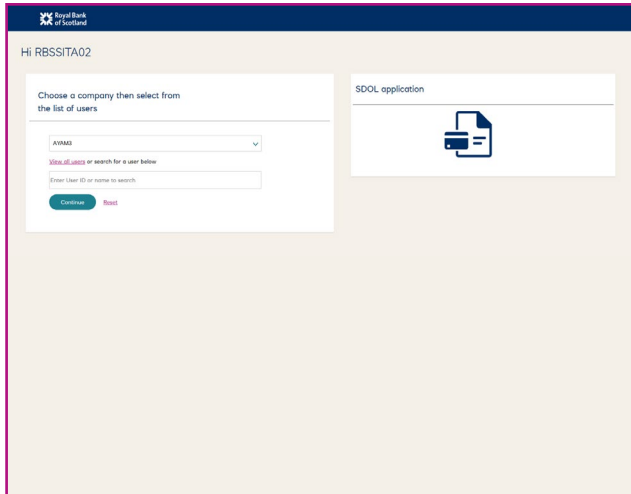 Royal Bank
of Scotland
Hi RBSSITA02
Choose a company then select from
the list of users
AYAM3
View all users or search for a user below
Enter User ID or name to search
Continue Reset
SDOL application